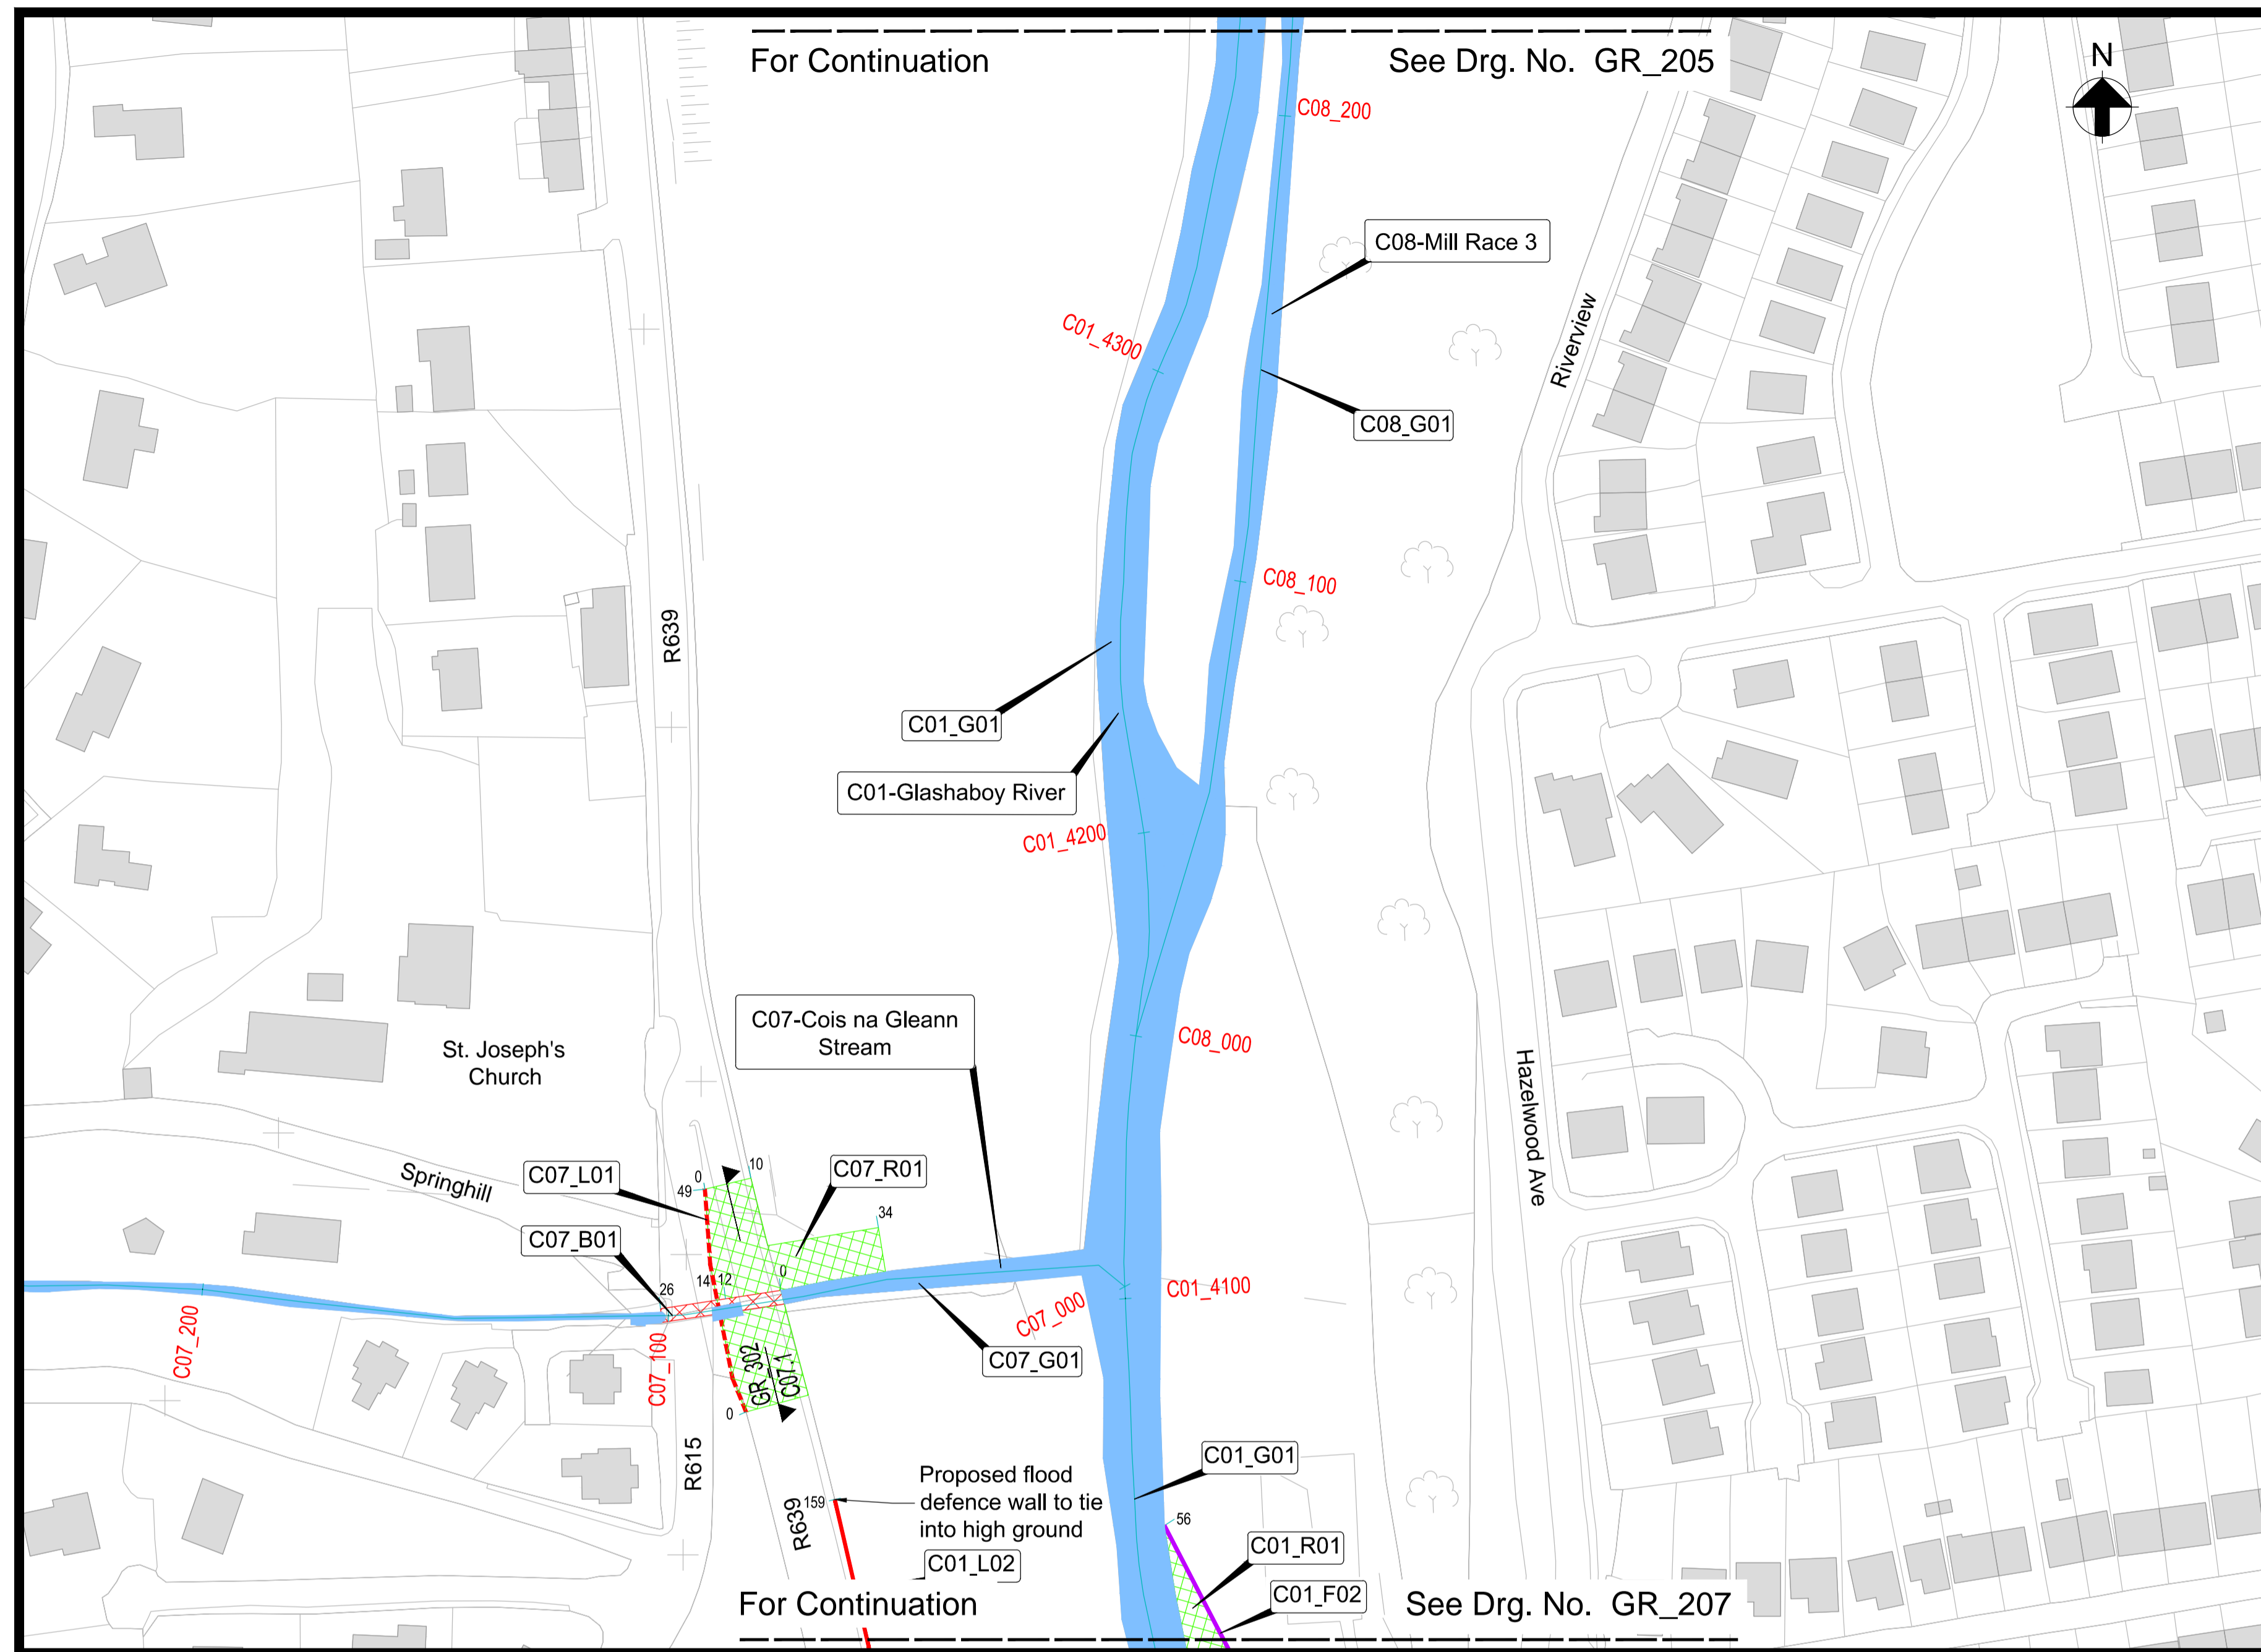 For Continuation
See Drg. No. GR_205
N
C08_200
C08-Mill Race 3
C01_4300
Riverview
C08_G01
C08_100
R639
C01_G01
C01-Glashaboy River
C01_4200
C07-Cois na Gleann
Stream
C08_000
St. Joseph's
Church
Hazelwood Ave
Springhill
C07_L01
0
49
10
C07_R01
34
C07_B01
26
14
12
0
C07_200
C07_100
C07_000
C01_4100
C07_G01
GR_302
C07.1
0
R615
R639
159
Proposed flood
defence wall to tie
into high ground
C01_L02
C01_G01
56
C01_R01
C01_F02
For Continuation
See Drg. No. GR_207